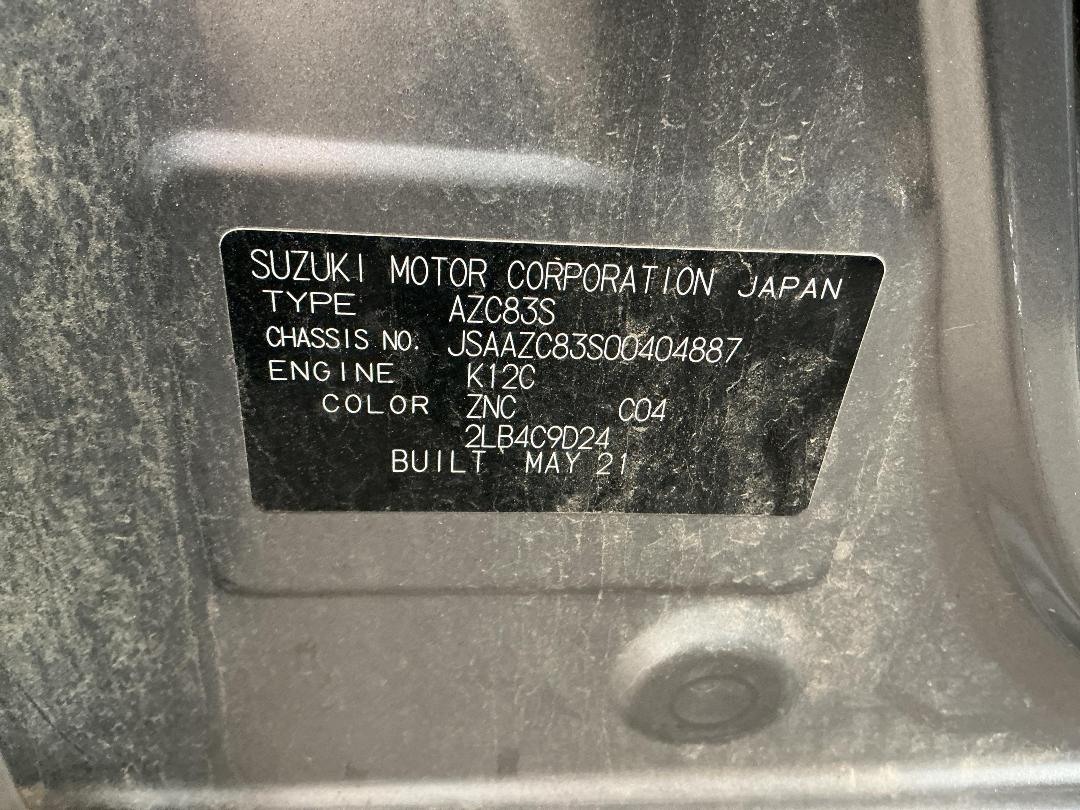 SUZUKI MOTOR CORPORATION JAPAN
TYPE AZC83S
CHASSIS NO. JSAAZC83S00404887
ENGINE K12C
COLOR ZNC C04
2LB4C9D24
BUILT MAY 21